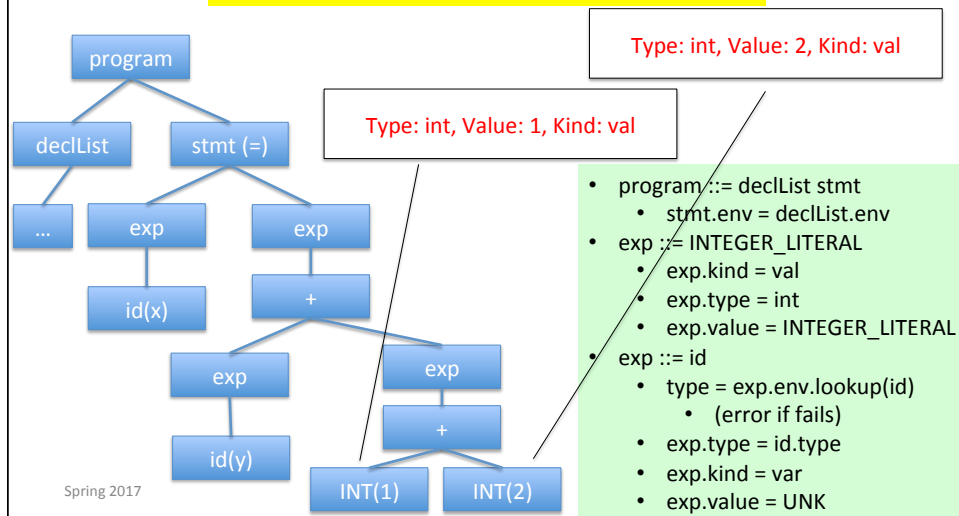 Type: int, Value: 2, Kind: val
program
Type: int, Value: 1, Kind: val
declList
stmt (=)
...
exp
exp
id(x)
+
exp
exp
id(y)
+
INT(1)
INT(2)
• program ::= declList stmt
• stmt.env = declList.env
• exp ::= INTEGER_LITERAL
• exp.kind = val
• exp.type = int
• exp.value = INTEGER_LITERAL
• exp ::= id
• type = exp.env.lookup(id)
• (error if fails)
• exp.type = id.type
• exp.kind = var
• exp.value = UNK
Spring 2017